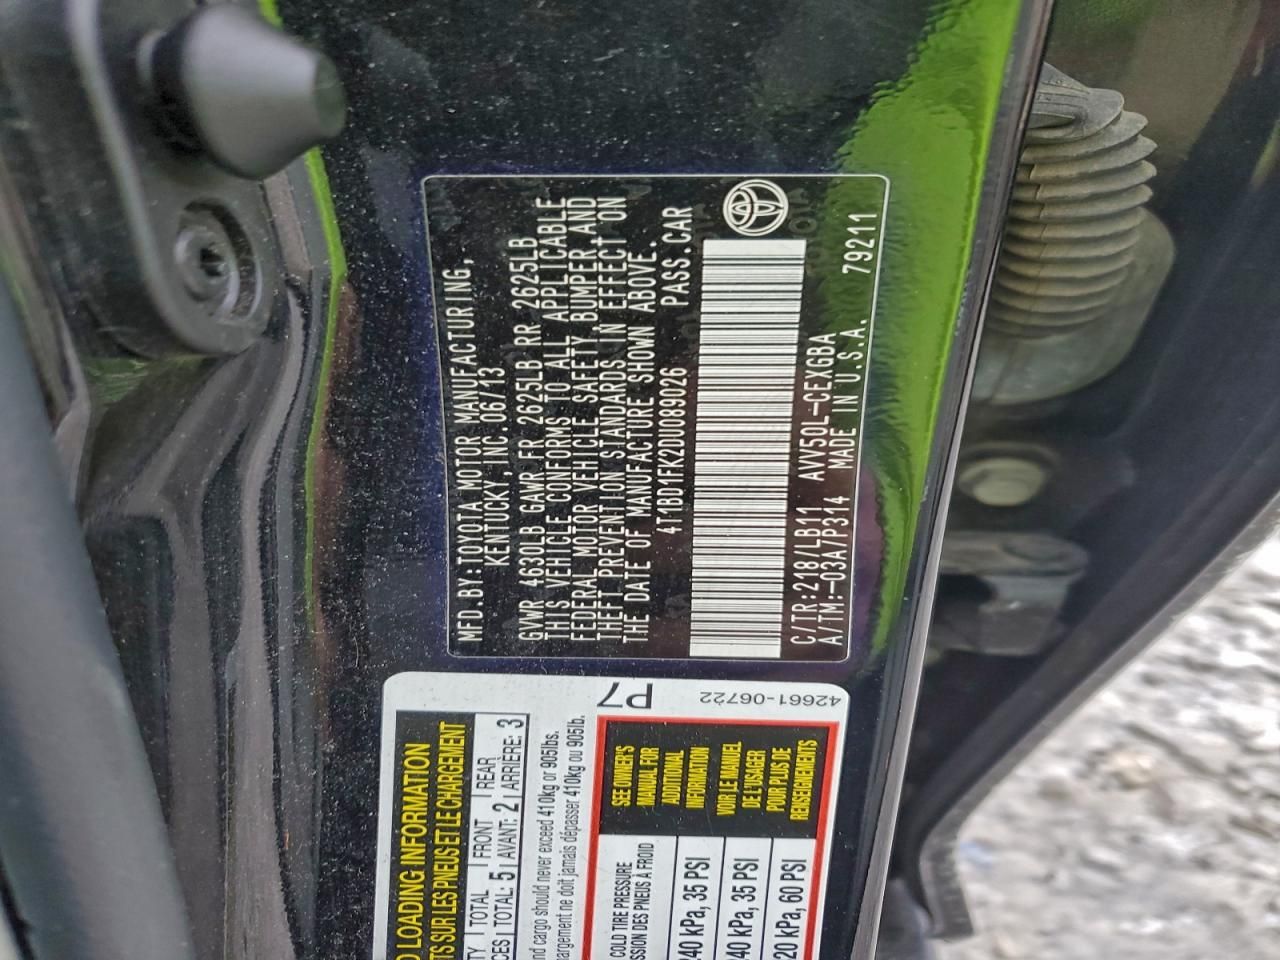 MFD.BY:TOYOTA MOTOR MANUFACTURING,
KENTUCKY, INC. 06/13
GVWR 4630LB GAWR FR 2625LB RR 2625LB
THIS VEHICLE CONFORMS TO ALL APPLICABLE
FEDERAL MOTOR VEHICLE SAFETY, BUMPER, AND
THEFT PREVENTION STANDARDS IN EFFECT ON
THE DATE OF MANUFACTURE SHOWN ABOVE.
4T1BD1FK2DU089026 PASS.CAR
C/TR:218/LB11 AVV50L-CEXGBA
A/TM:-03A/P314 MADE IN U.S.A. 79211
P7
42661-06722
LOADING INFORMATION
SUR LES PNEUS ET LE CHARGEMENT
TOTAL FRONT REAR
TOTAL: 5 AVANT: 2 ARRIÈRE: 3
cargo should never exceed 410kg or 905lbs.
ne doit jamais dépasser 410kg ou 905lb.
SEE OWNER'S
MANUAL FOR
ADDITIONAL
INFORMATION
VOIR LE MANUEL
DE L'USAGER
POUR PLUS DE
RENSEIGNEMENTS
COLD TIRE PRESSURE
DES PNEUS À FROID
240 kPa, 35 PSI
240 kPa, 35 PSI
20 kPa, 60 PSI